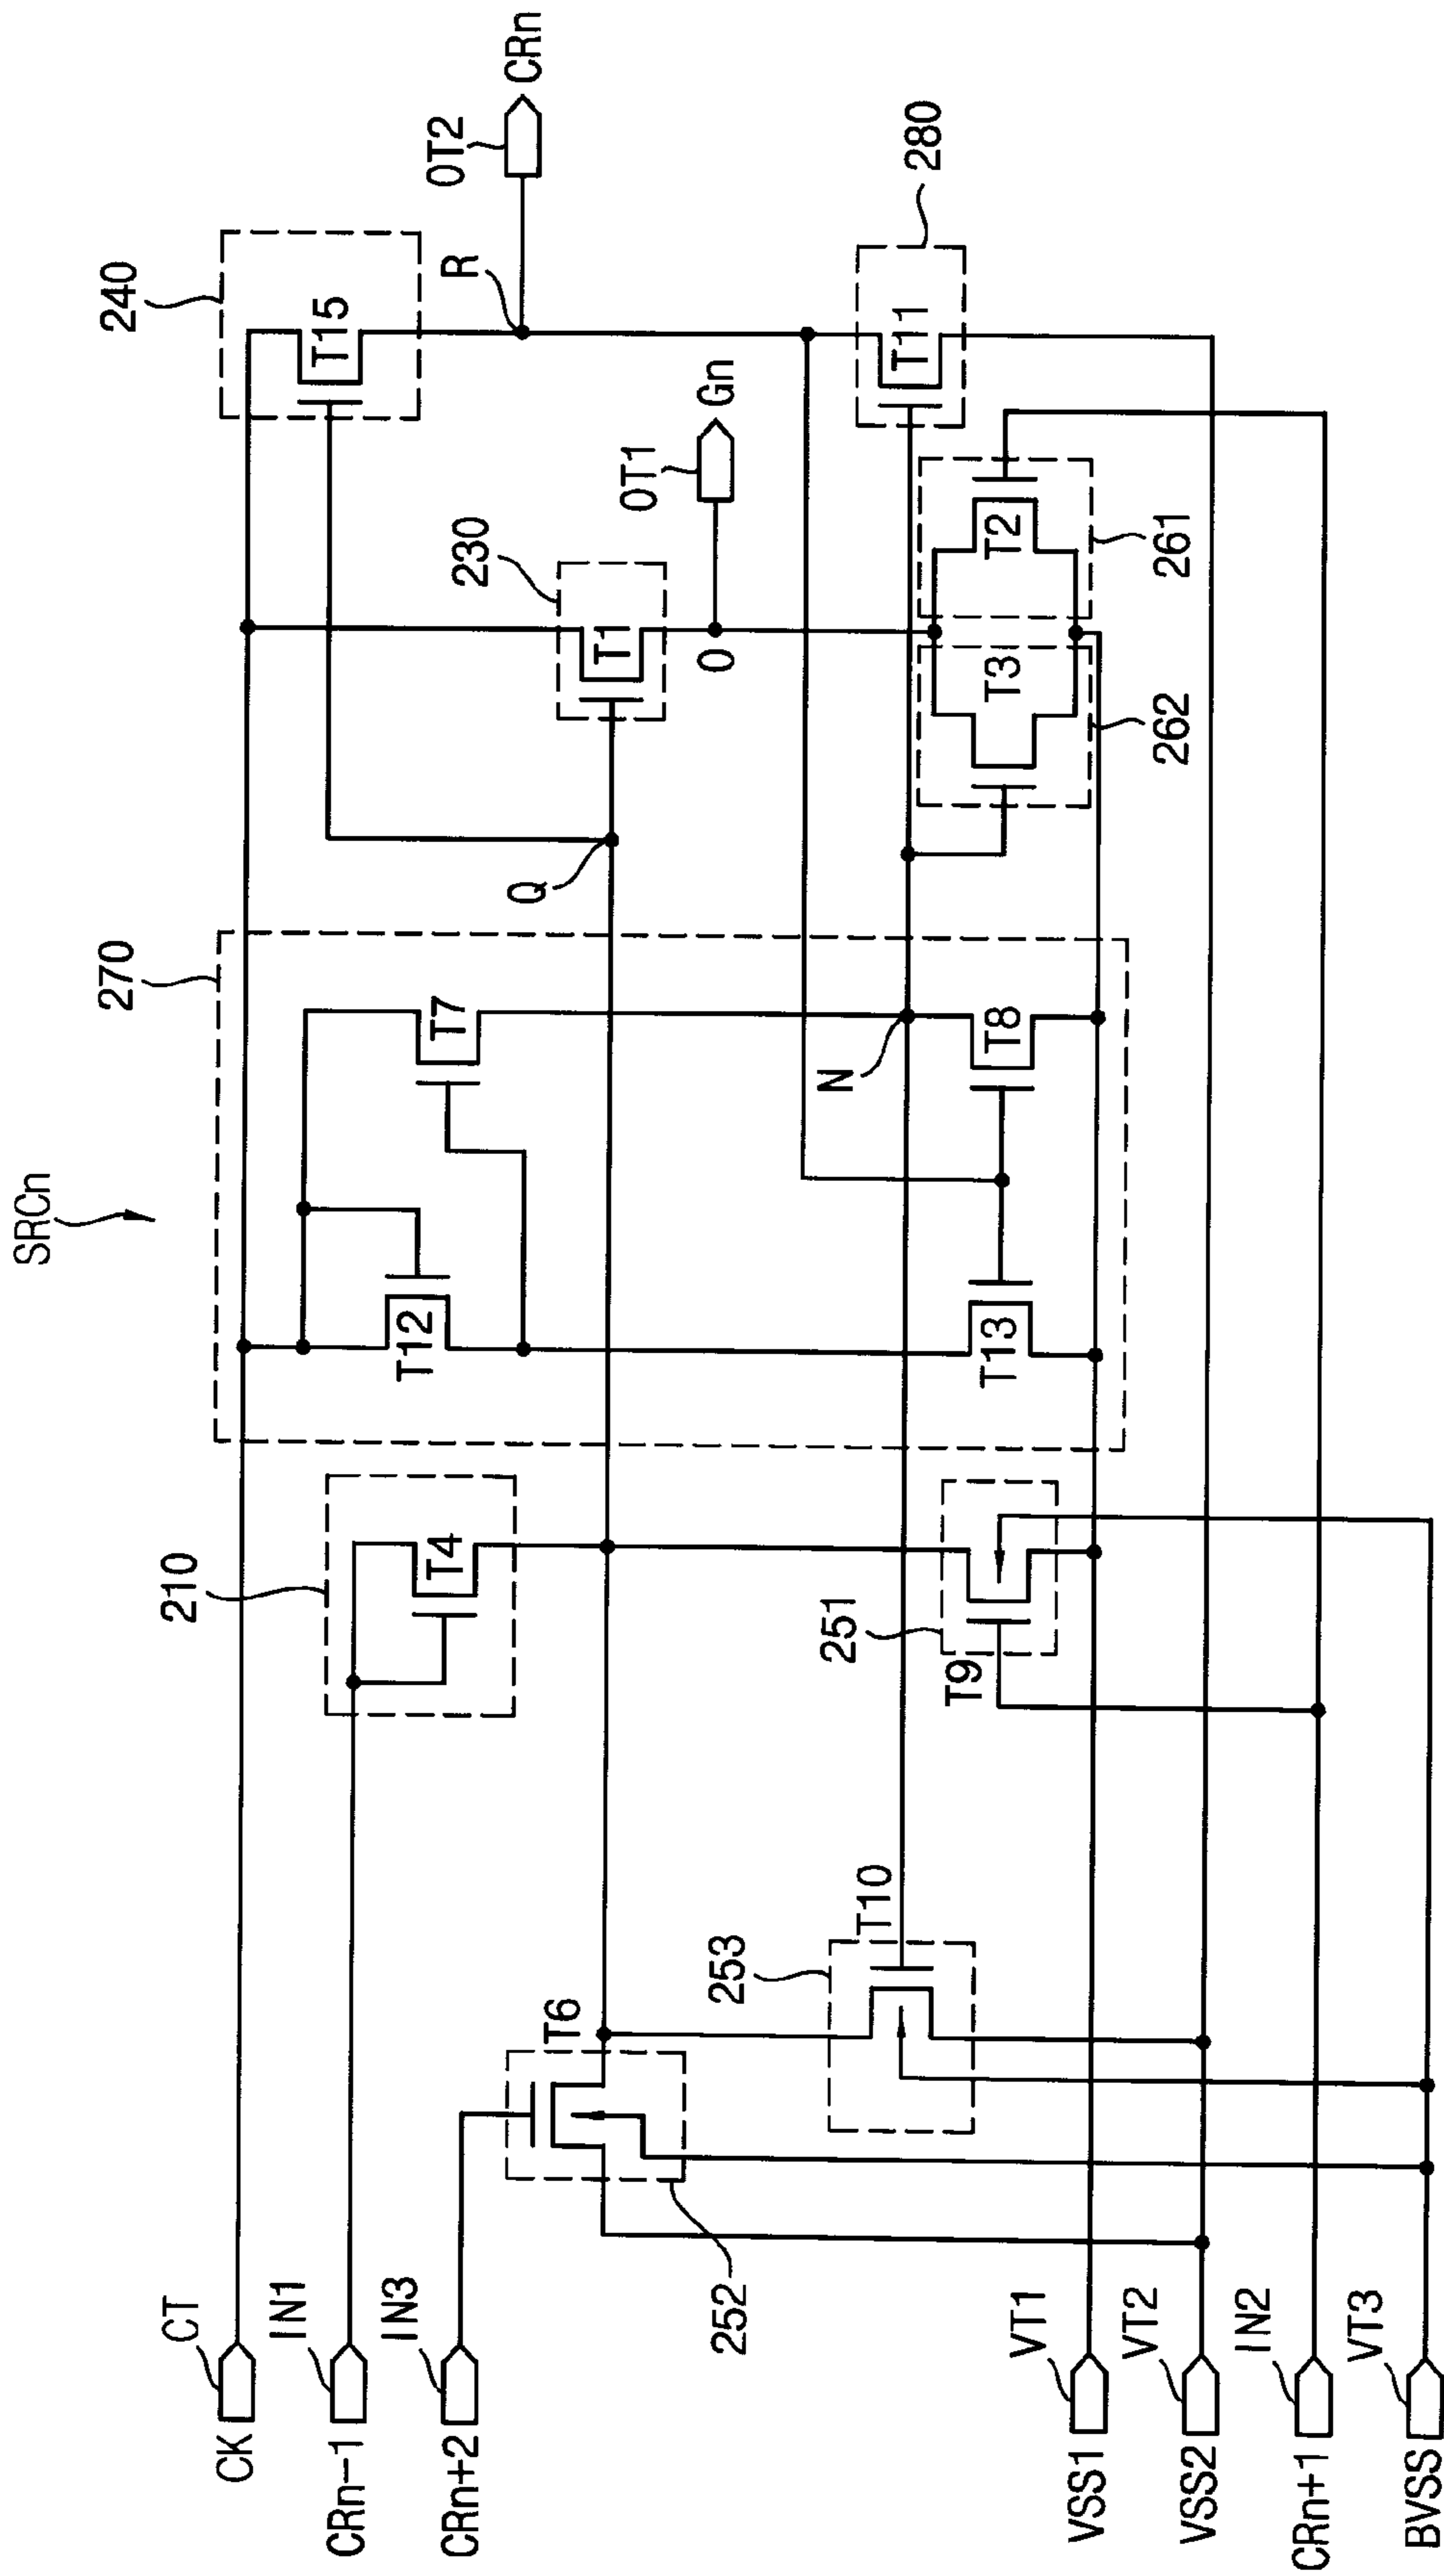 SRCn
240
OT2
CRn
270
R
T15
230
Gn
OT1
280
210
T7
T1
O
T11
T12
Q
T4
T2
T3
261
262
N
T8
T13
251
T9
T10
253
T6
252
CT
CK
IN1
CRn-1
IN3
CRn+2
VT1
VSS1
VT2
VSS2
IN2
CRn+1
VT3
BVSS